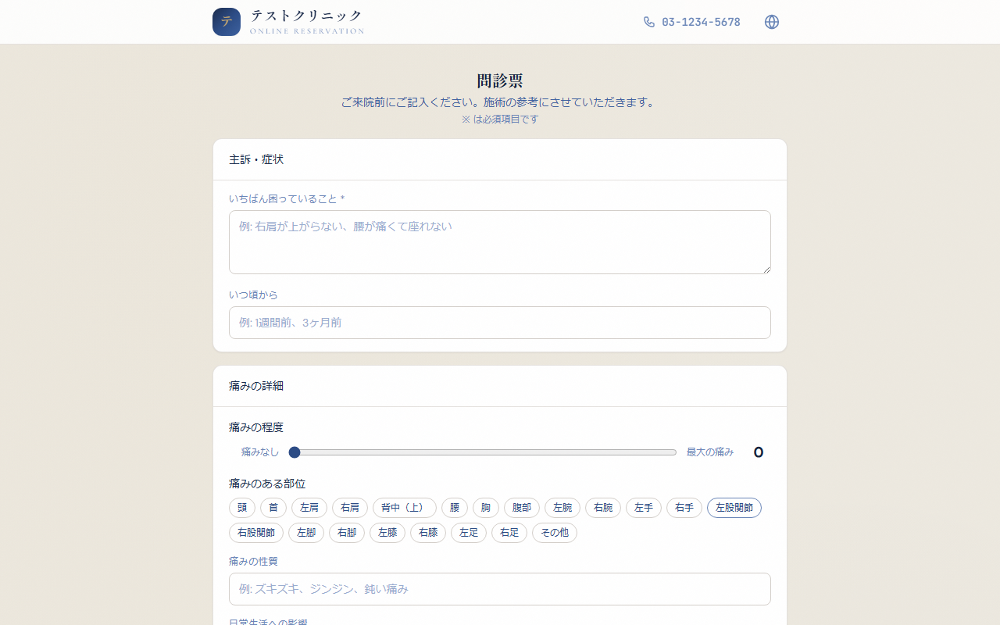 テ
テストクリニック
ONLINE RESERVATION
03-1234-5678
問診票
ご来院前にご記入ください。施術の参考にさせていただきます。
※ は必須項目です
主訴・症状
いちばん困っていること *
例: 右肩が上がらない、腰が痛くて座れない
いつ頃から
例: 1週間前、3ヶ月前
痛みの詳細
痛みの程度
痛みなし 最大の痛み 0
痛みのある部位
頭 首 左肩 右肩 背中（上） 腰 胸 腹部 左腕 右腕 左手 右手 左股関節
右股関節 左脚 右脚 左膝 右膝 左足 右足 その他
痛みの性質
例: ズキズキ、ジンジン、鈍い痛み
日常生活への影響